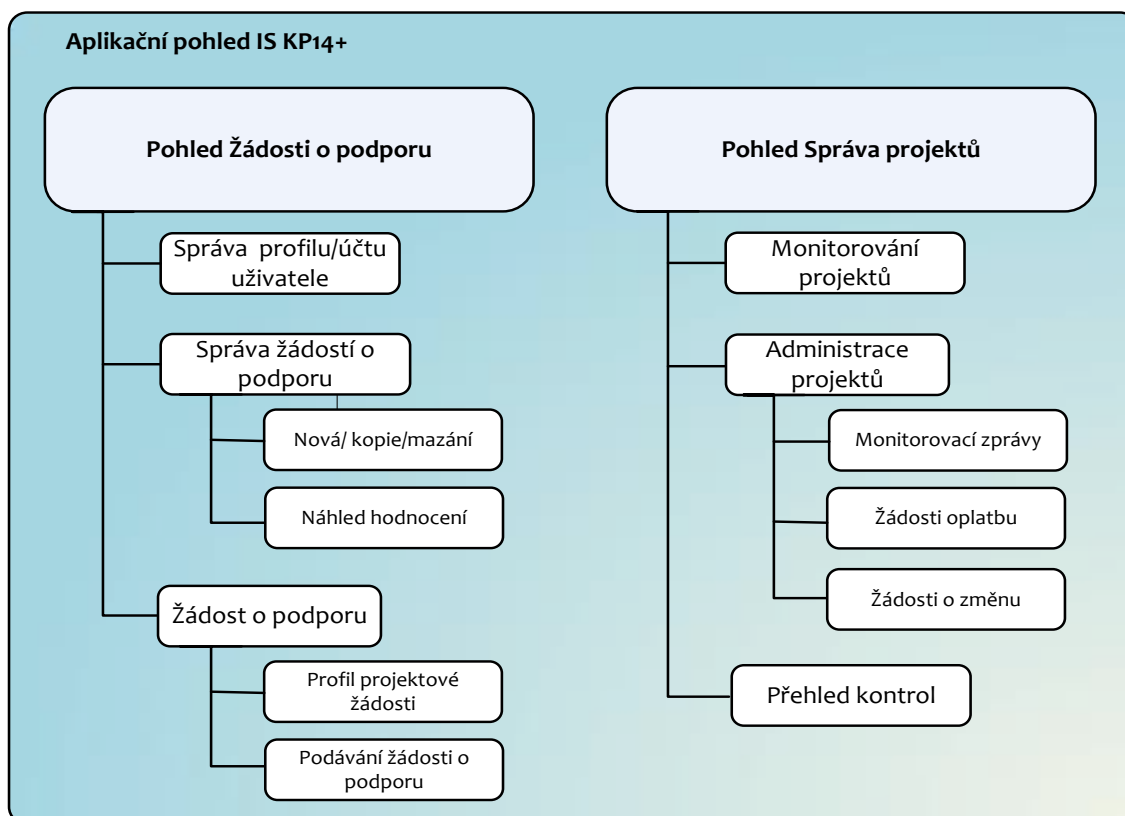 Aplikační pohled IS KP14+
Pohled Žádosti o podporu
Správa profilu/účtu
uživatele
Správa žádostí o
podporu
Nová/ kopie/mazání
Náhled hodnocení
Žádost o podporu
Profil projektové
žádosti
Podávání žádosti o
podporu
Pohled Správa projektů
Monitorování
projektů
Administrace
projektů
Monitorovací zprávy
Žádosti oplatbu
Žádosti o změnu
Přehled kontrol